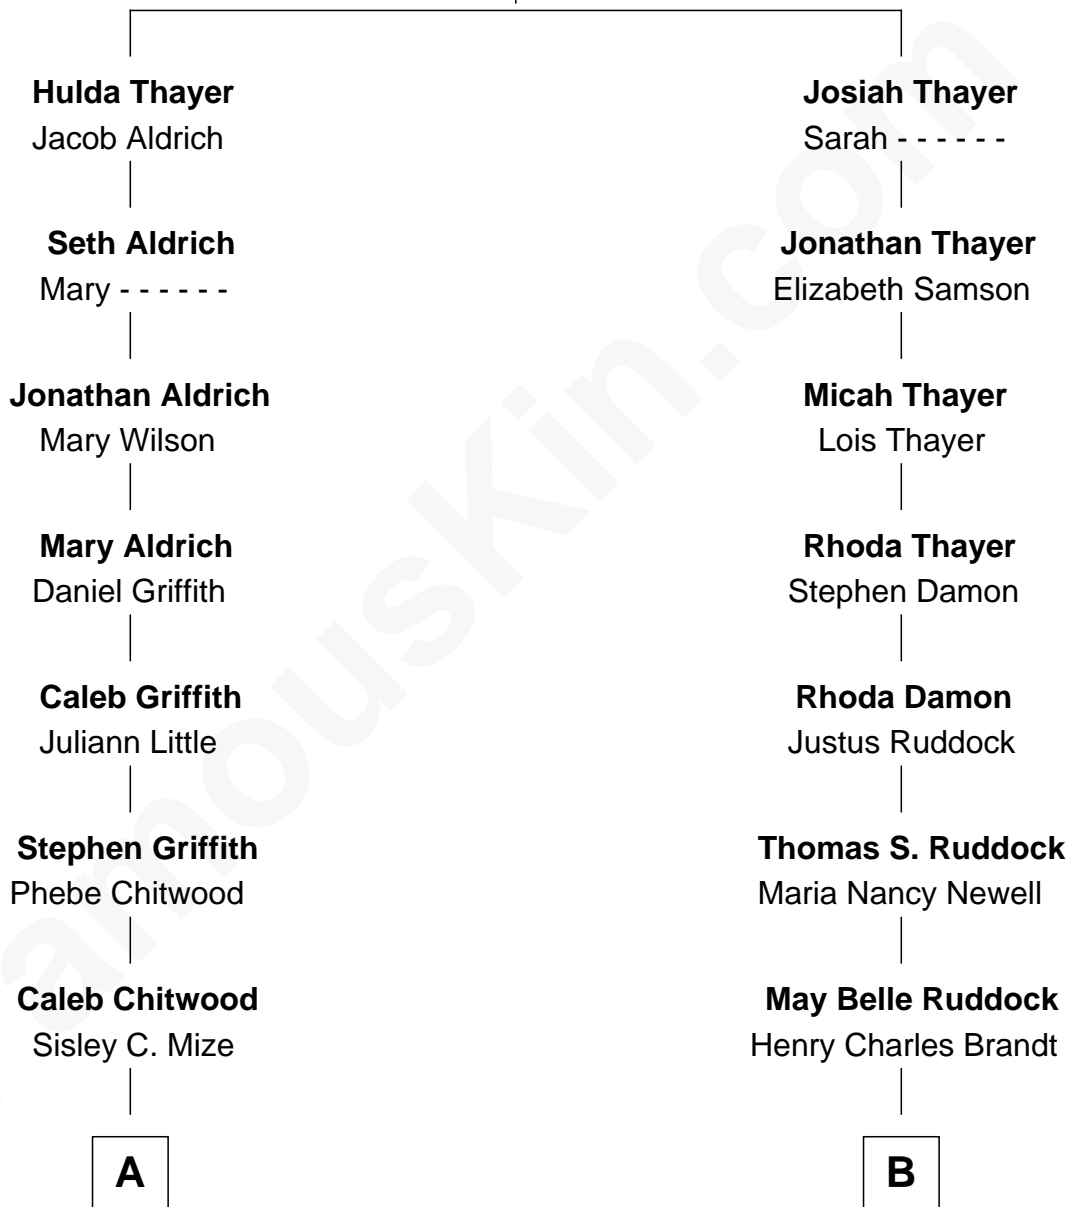 Hulda Thayer
Jacob Aldrich
Seth Aldrich
Mary - - - - - -
Jonathan Aldrich
Mary Wilson
Mary Aldrich
Daniel Griffith
Caleb Griffith
Juliann Little
Stephen Griffith
Phebe Chitwood
Caleb Chitwood
Sisley C. Mize
A
Josiah Thayer
Sarah - - - - - -
Jonathan Thayer
Elizabeth Samson
Micah Thayer
Lois Thayer
Rhoda Thayer
Stephen Damon
Rhoda Damon
Justus Ruddock
Thomas S. Ruddock
Maria Nancy Newell
May Belle Ruddock
Henry Charles Brandt
B
amousKin.com